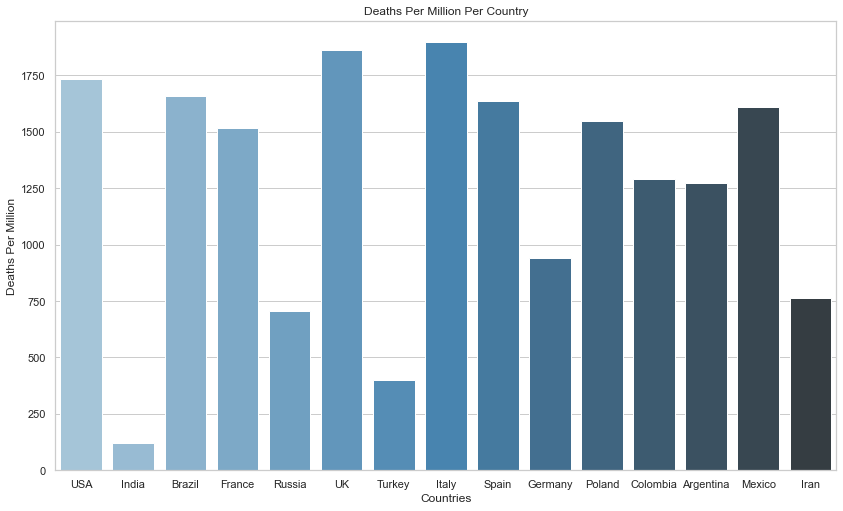 Deaths Per Million Per Country
Deaths Per Million
1750
1500
1250
1000
750
500
250
0
USA India Brazil France Russia UK Turkey Italy Spain Germany Poland Colombia Argentina Mexico Iran
Countries